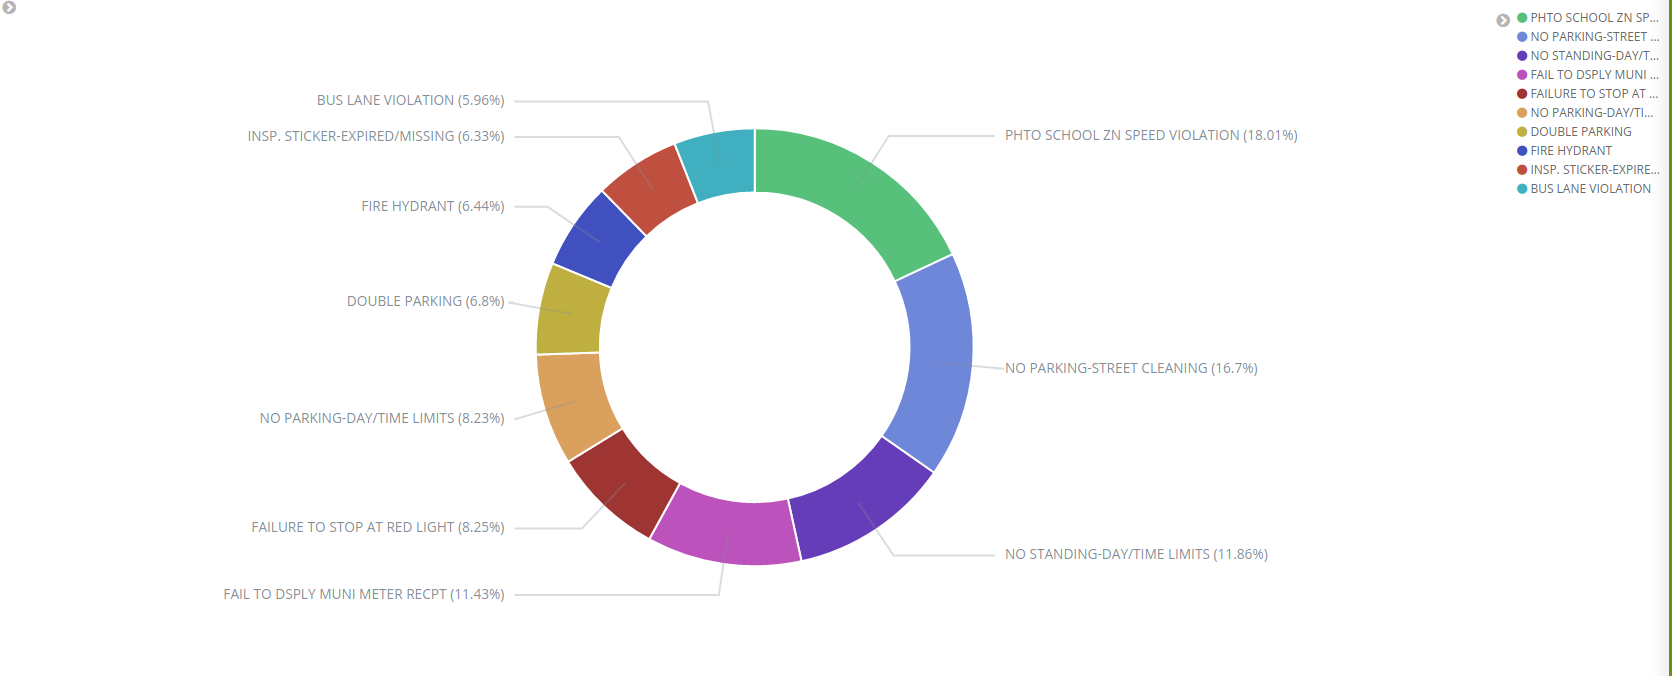 BUS LANE VIOLATION (5.96%)
INSP. STICKER-EXPIRED/MISSING (6.33%)
FIRE HYDRANT (6.44%)
DOUBLE PARKING (6.8%)
NO PARKING-DAY/TIME LIMITS (8.23%)
FAILURE TO STOP AT RED LIGHT (8.25%)
FAIL TO DSPLY MUNI METER RECPT (11.43%)
PHTO SCHOOL ZN SPEED VIOLATION (18.01%)
NO PARKING-STREET CLEANING (16.7%)
NO STANDING-DAY/TIME LIMITS (11.86%)
PHTO SCHOOL ZN SP...
NO PARKING-STREET ...
NO STANDING-DAY/T...
FAIL TO DSPLY MUNI ...
FAILURE TO STOP AT ...
NO PARKING-DAY/TI...
DOUBLE PARKING
FIRE HYDRANT
INSP. STICKER-EXPIRE...
BUS LANE VIOLATION